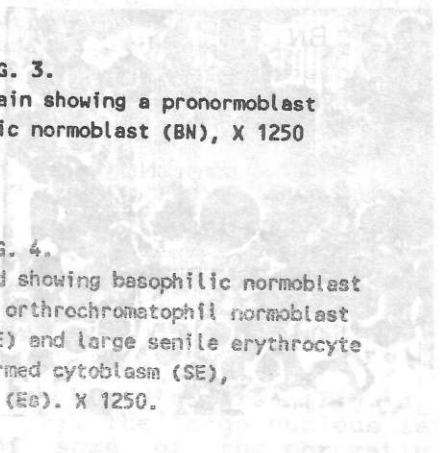 G. 3.
ain showing a pronormoblast
ic normoblast (BN), X 1250
G. 4.
d showing basophilic normoblast
orthrochromatophil normoblast
E) and large senile erythrocyte
rmed cytoblasm (SE),
(Es). X 1250.